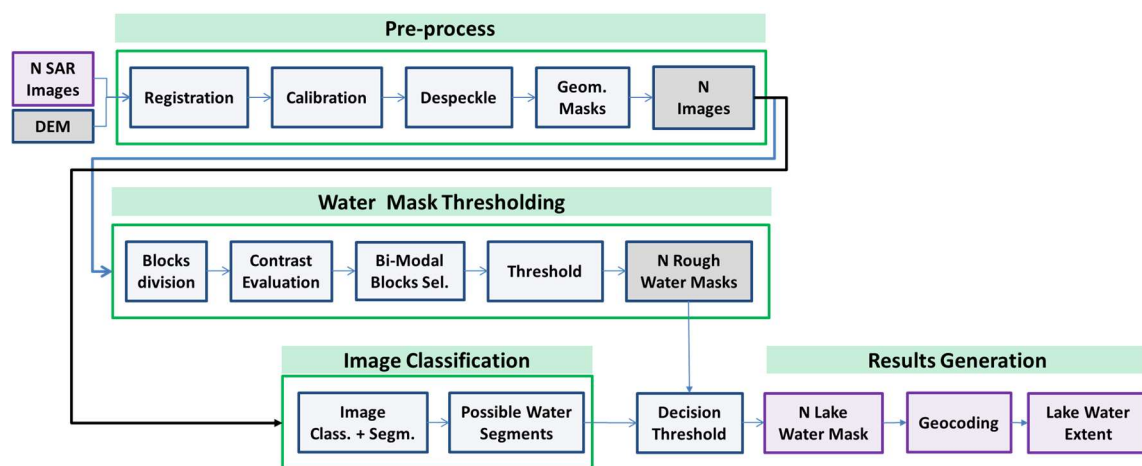 Pre-process
N SAR
Images
DEM
Registration
Calibration
Despeckle
Geom.
Masks
N
Images
Water Mask Thresholding
Blocks
division
Contrast
Evaluation
Bi-Modal
Blocks Sel.
Threshold
N Rough
Water Masks
Image Classification
Results Generation
Image
Class. + Segm.
Possible Water
Segments
Decision
Threshold
N Lake
Water Mask
Geocoding
Lake Water
Extent